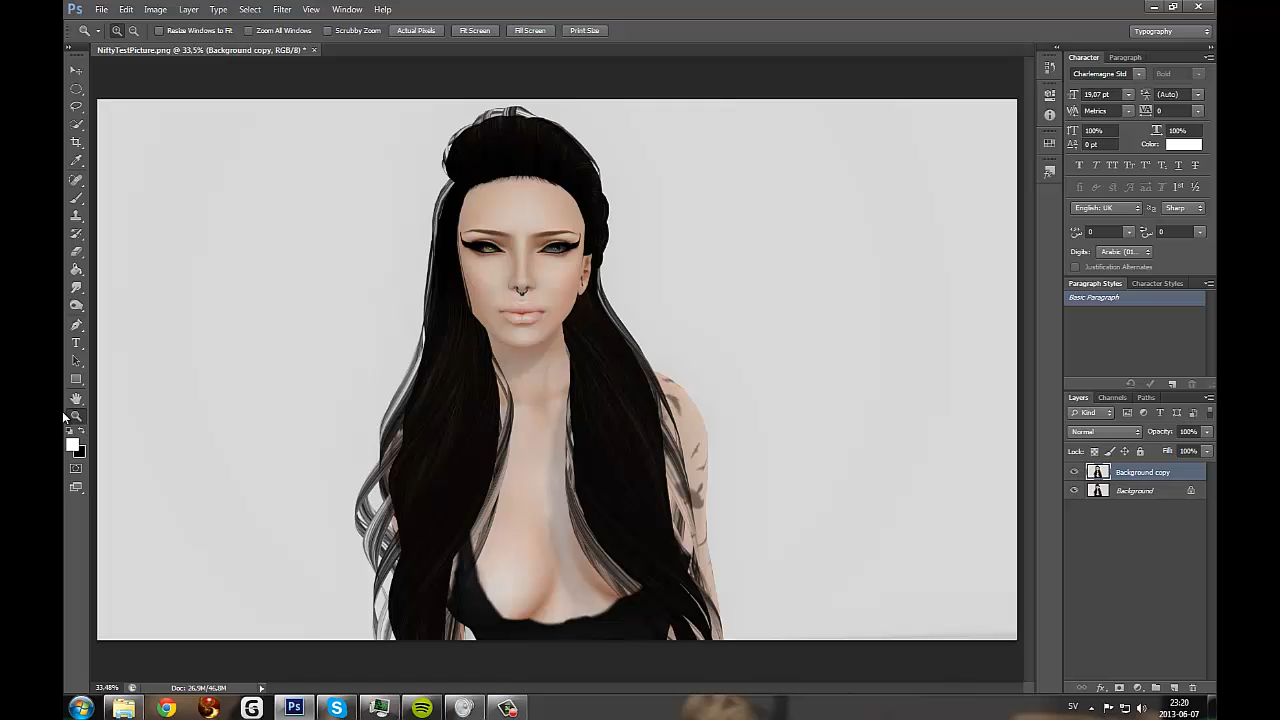 Ps File Edit Image Layer Type Select Filter View Window Help
Resize Windows to Fit Zoom All Windows Scrubby Zoom Actual Pixels Fit Screen Fill Screen Print Size Typography
NiftyTestPicture.png @ 33,5% (Background copy, RGB/8) * ×
Character Paragraph
Charlemagne Std Bold
19,07 pt (Auto)
Metrics 0
100% 100%
0 pt Color:
English: UK Sharp
0 0
Digits: Arabic (01...
Justification Alternates
Paragraph Styles Character Styles
Basic Paragraph
Layers Channels Paths
Kind
Normal Opacity: 100%
Lock: Fill: 100%
Background copy
Background
33,48% Doc: 26,9M/46,8M
SV 23:20
2013-06-07